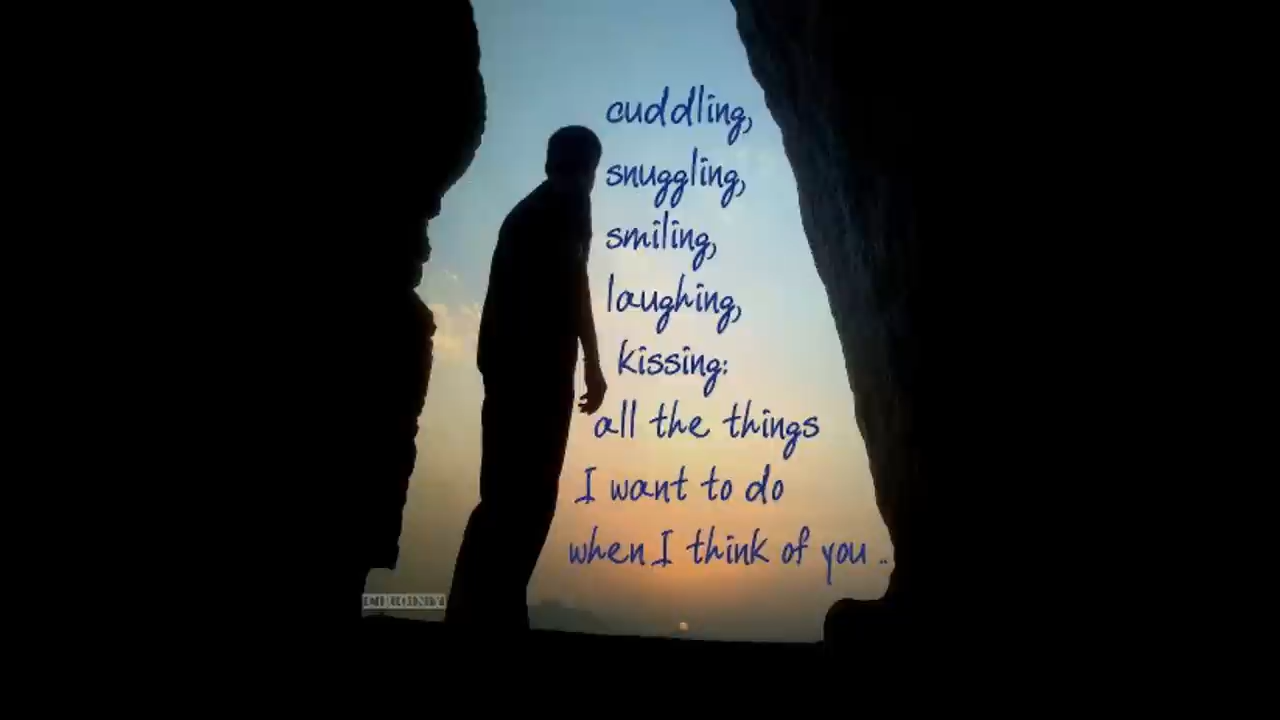 cuddling,
snuggling,
smiling,
laughing,
kissing:
all the things
I want to do
when I think of you ..